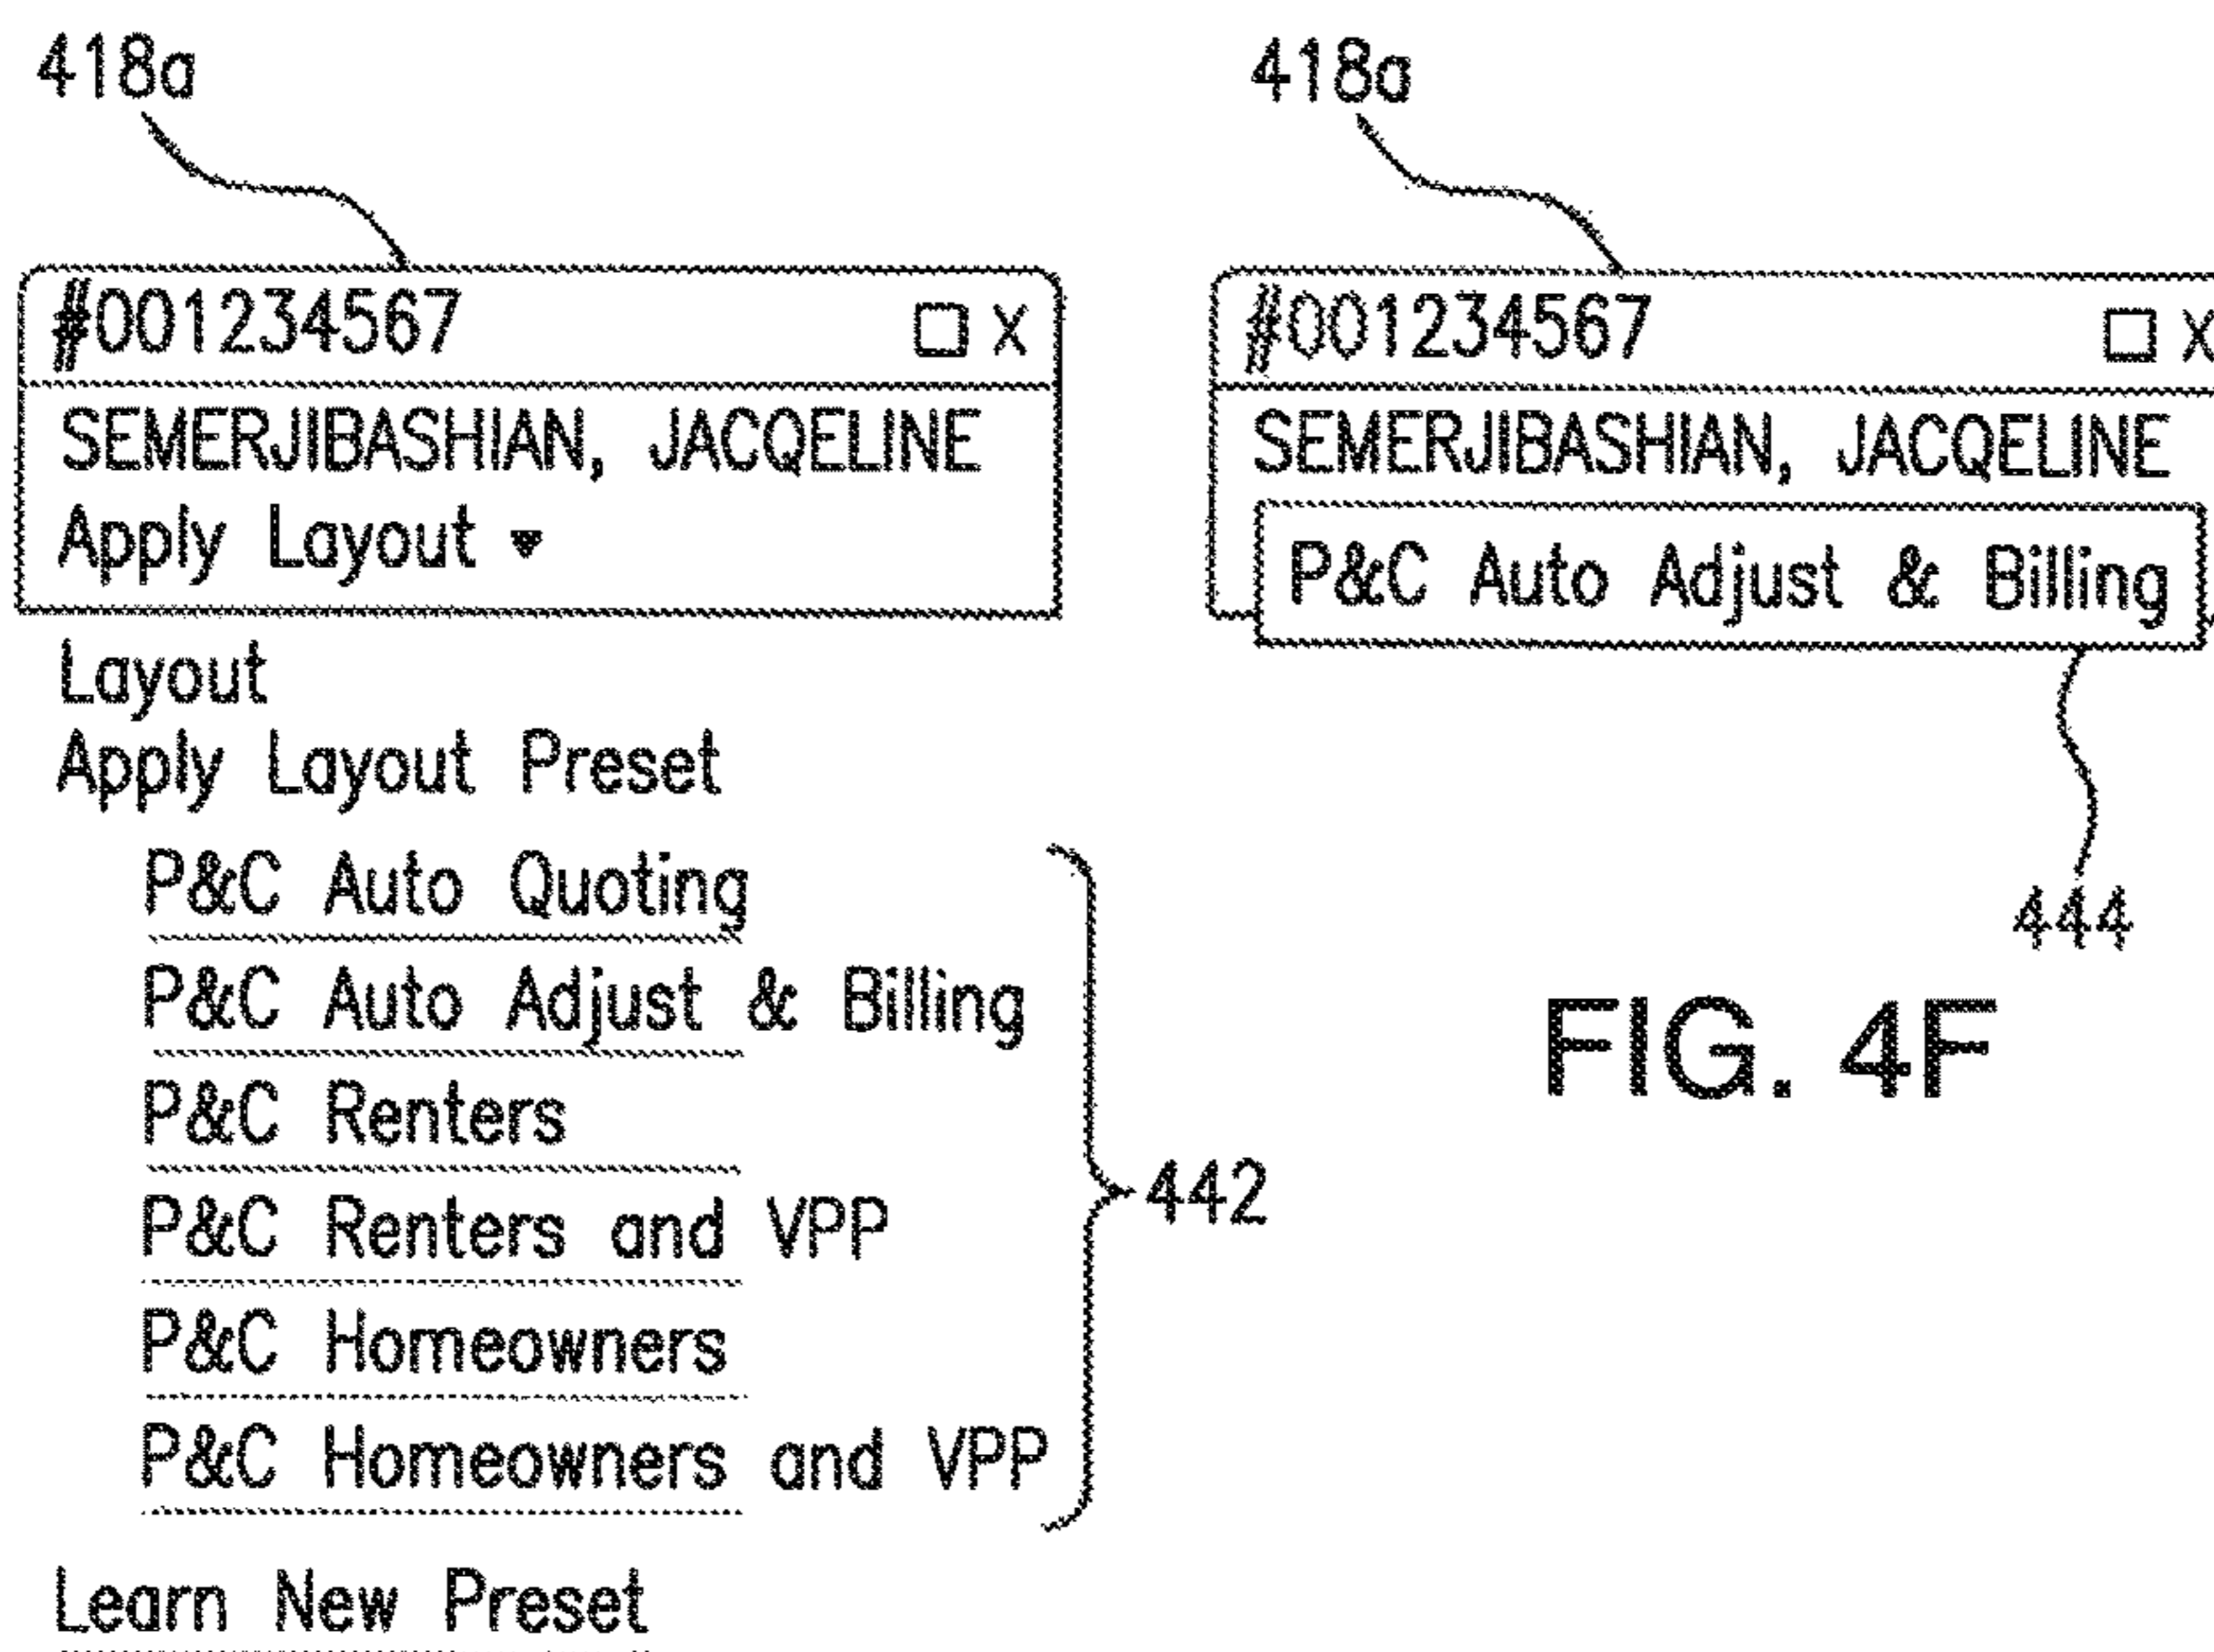 418a
#001234567 □ X
SEMERJIBASHIAN, JACQELINE
Apply Layout ▾
Layout
Apply Layout Preset
P&C Auto Quoting
P&C Auto Adjust & Billing
P&C Renters
P&C Renters and VPP
P&C Homeowners
P&C Homeowners and VPP
442
Learn New Preset
418a
#001234567 □ X
SEMERJIBASHIAN, JACQELINE
P&C Auto Adjust & Billing
444
FIG. 4F